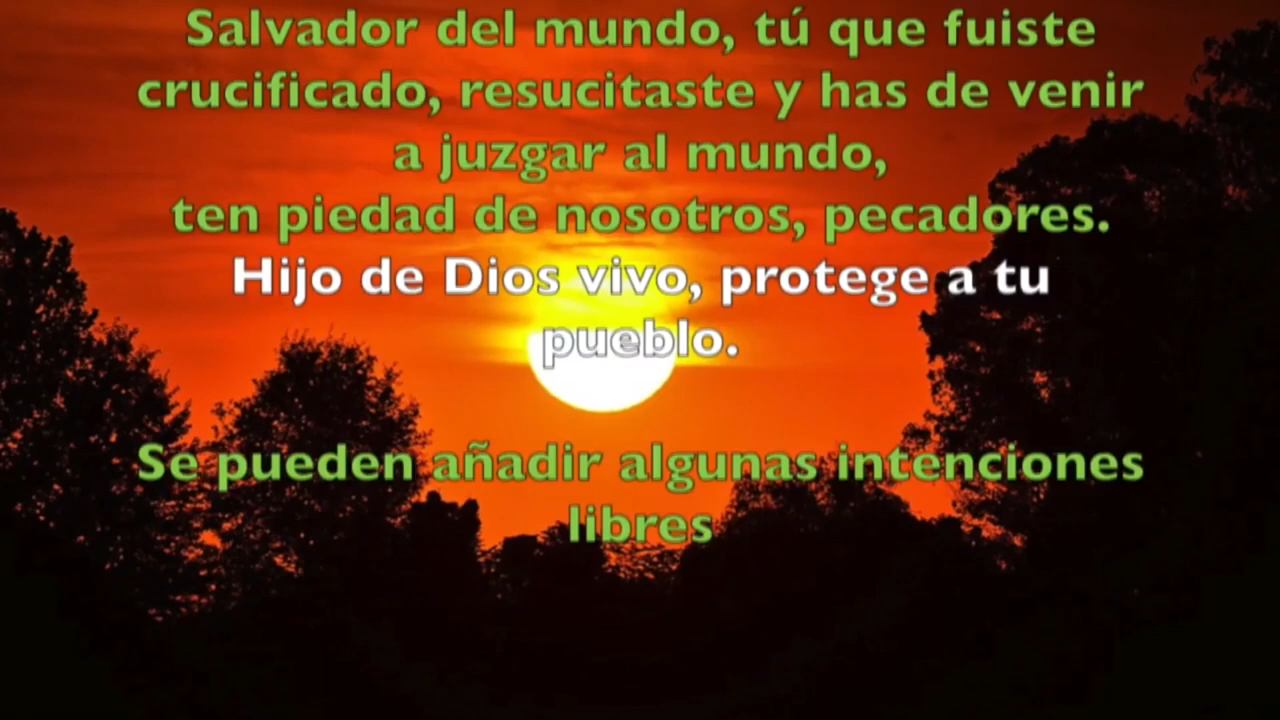 Salvador del mundo, tú que fuiste
crucificado, resucitaste y has de venir
a juzgar al mundo,
ten piedad de nosotros, pecadores.
Hijo de Dios vivo, protege a tu
pueblo.
Se pueden añadir algunas intenciones
libres